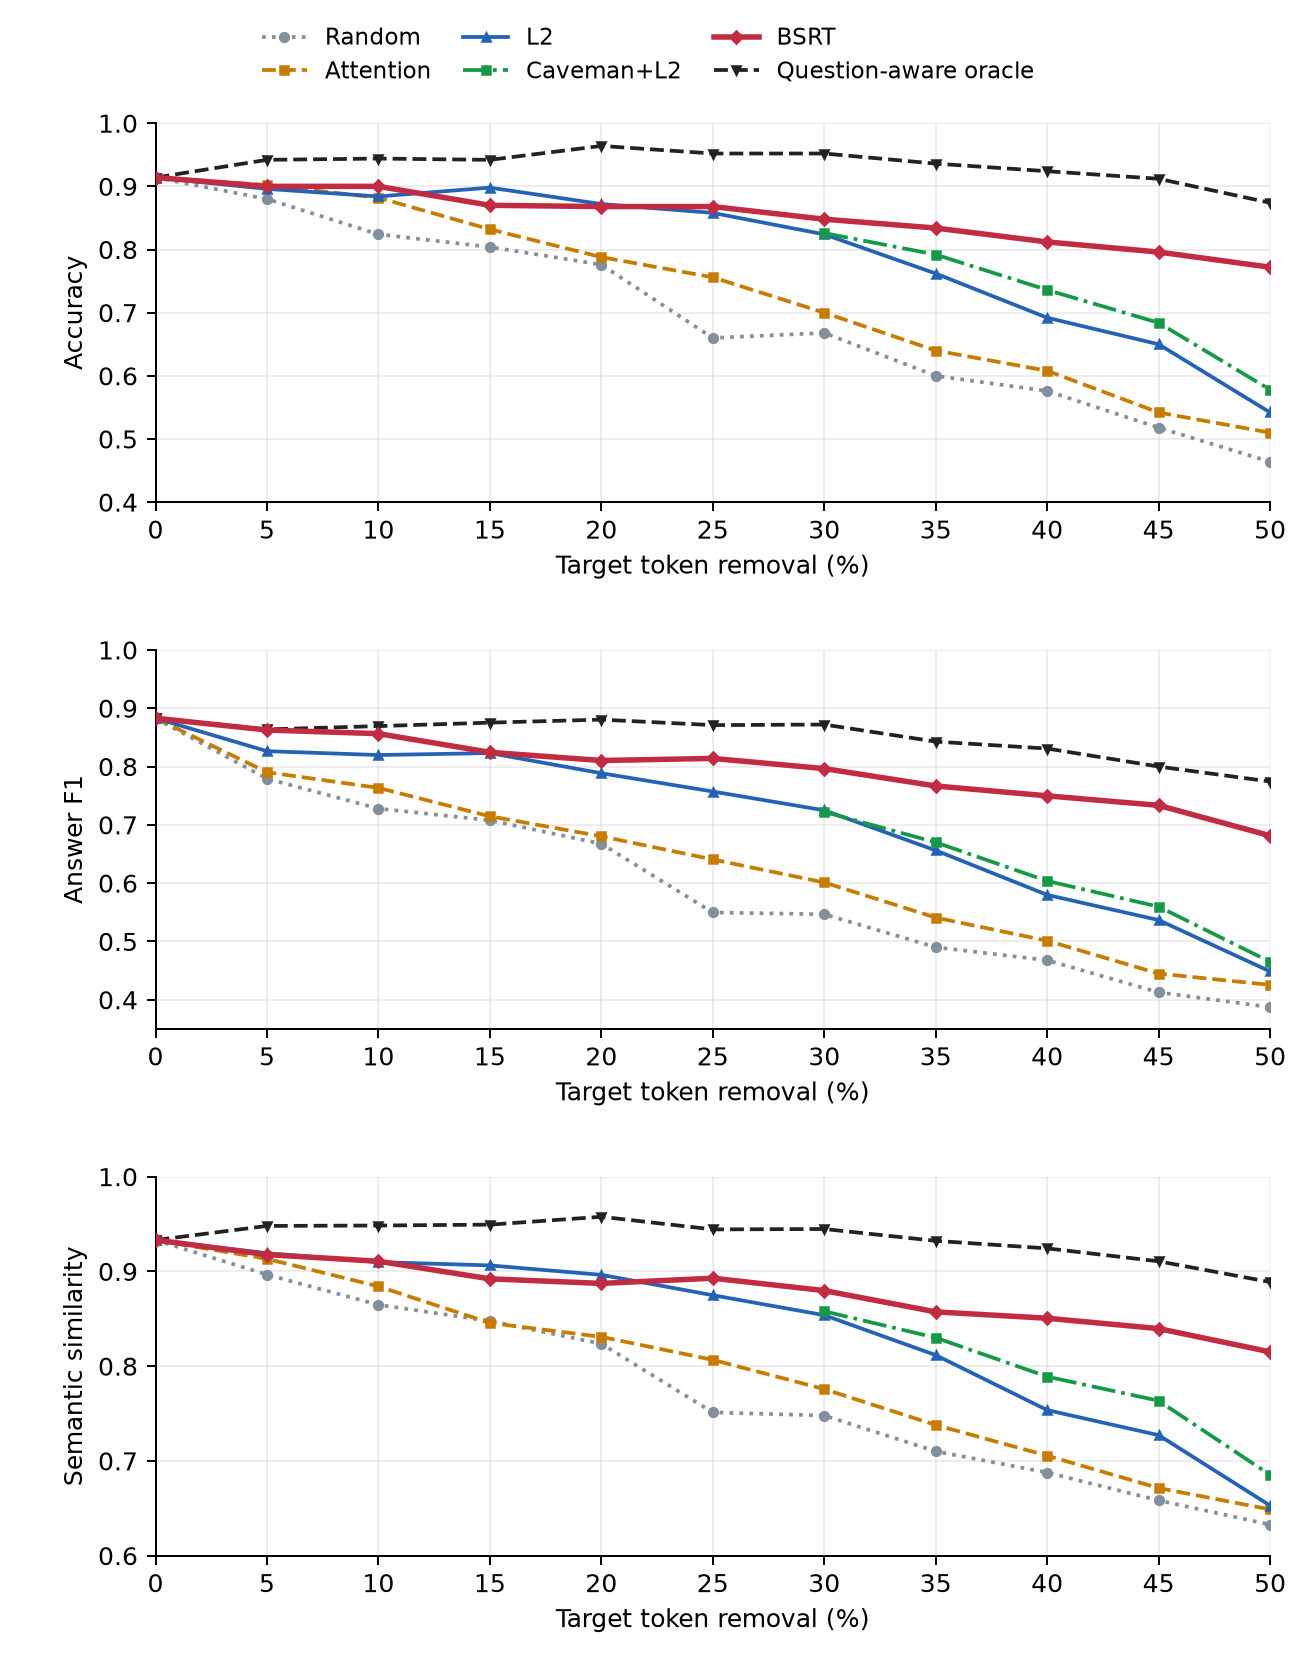 Random L2 BSRT
Attention Caveman+L2 Question-aware oracle
1.0
0.9
0.8
0.7
0.6
0.5
0.4
Accuracy
0 5 10 15 20 25 30 35 40 45 50
Target token removal (%)
1.0
0.9
0.8
0.7
0.6
0.5
0.4
Answer F1
0 5 10 15 20 25 30 35 40 45 50
Target token removal (%)
1.0
0.9
0.8
0.7
0.6
Semantic similarity
0 5 10 15 20 25 30 35 40 45 50
Target token removal (%)